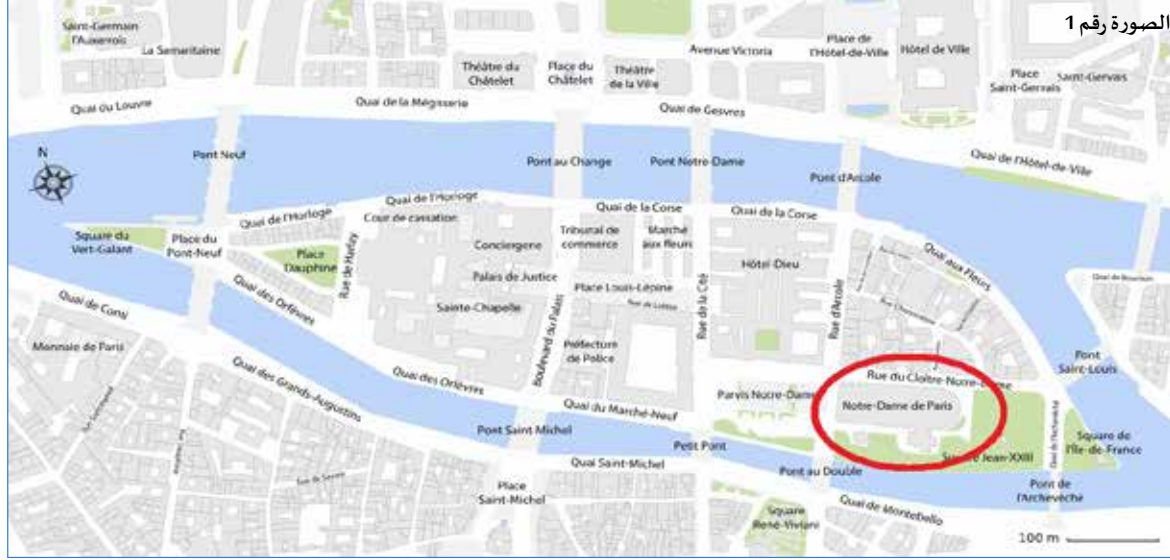 الصورة رقم 1
Saint-Germain
l'Auxerrois
La Samaritaine
Quai du Louvre
Théâtre du
Châtelet
Place du
Châtelet
Théâtre
de la Ville
Avenue Victoria
Place de
l'Hôtel-de-Ville
Hôtel de Ville
Place
Saint-Gervais
Saint-Gervais
Quai de la Mégisserie
Quai de Gesvres
Quai de l'Hôtel-de-Ville
N
Pont Neuf
Pont au Change
Pont Notre-Dame
Pont d'Arcole
Quai de l'Horloge
Quai de l'Horloge
Quai de la Corse
Quai de la Corse
Quai aux Fleurs
Square du
Vert-Galant
Place du
Pont-Neuf
Place
Dauphine
Rue de Harlay
Cour de cassation
Conciergerie
Palais de Justice
Sainte-Chapelle
Tribunal de
commerce
Marché
aux fleurs
Place Louis-Lépine
Rue de Lutèce
Préfecture
de Police
Boulevard du Palais
Rue de la Cité
Hôtel-Dieu
Rue d'Arcole
Quai de Bourbon
Quai de Conti
Monnaie de Paris
Quai des Orfèvres
Quai des Orfèvres
Quai des Grands-Augustins
Quai du Marché-Neuf
Parvis Notre-Dame
Rue du Cloître-Notre-Dame
Notre-Dame de Paris
Square Jean-XXIII
Pont
Saint-Louis
Quai de l'Archevêché
Square de
l'Île-de-France
Pont Saint Michel
Petit Pont
Pont au Double
Pont de
l'Archevêché
Quai Saint-Michel
Place
Saint-Michel
Square
René-Viviani
Quai de Montebello
100 m